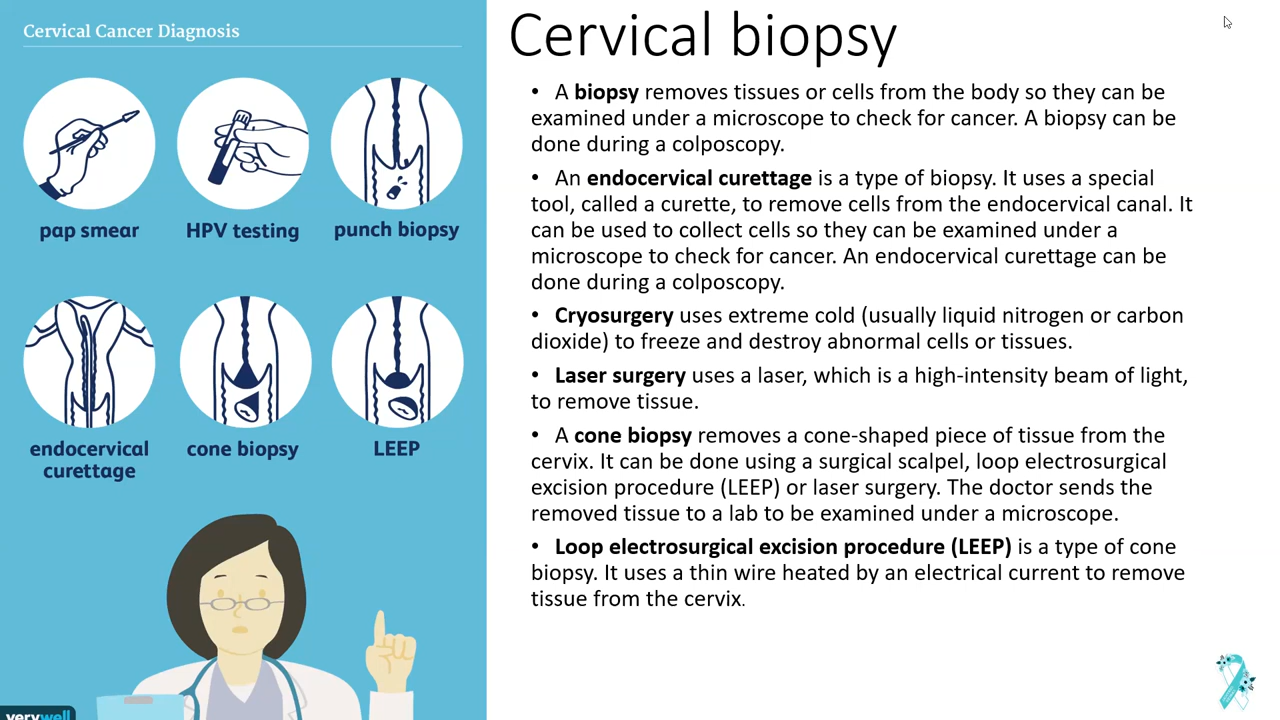 Cervical Cancer Diagnosis
pap smear
HPV testing
punch biopsy
endocervical
curettage
cone biopsy
LEEP
verywell
Cervical biopsy
• A biopsy removes tissues or cells from the body so they can be
examined under a microscope to check for cancer. A biopsy can be
done during a colposcopy.
• An endocervical curettage is a type of biopsy. It uses a special
tool, called a curette, to remove cells from the endocervical canal. It
can be used to collect cells so they can be examined under a
microscope to check for cancer. An endocervical curettage can be
done during a colposcopy.
• Cryosurgery uses extreme cold (usually liquid nitrogen or carbon
dioxide) to freeze and destroy abnormal cells or tissues.
• Laser surgery uses a laser, which is a high-intensity beam of light,
to remove tissue.
• A cone biopsy removes a cone-shaped piece of tissue from the
cervix. It can be done using a surgical scalpel, loop electrosurgical
excision procedure (LEEP) or laser surgery. The doctor sends the
removed tissue to a lab to be examined under a microscope.
• Loop electrosurgical excision procedure (LEEP) is a type of cone
biopsy. It uses a thin wire heated by an electrical current to remove
tissue from the cervix.